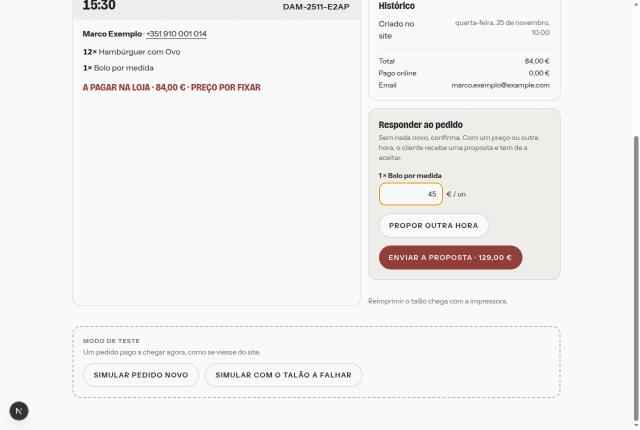 15:30
DAM-2511-E2AP
Marco Exemplo · +351 910 001 014
12× Hambúrguer com Ovo
1× Bolo por medida
A PAGAR NA LOJA · 84,00 € · PREÇO POR FIXAR
Histórico
Criado no site
quarta-feira, 25 de novembro, 10:00
Total 84,00 €
Pago online 0,00 €
Email marco.exemplo@example.com
Responder ao pedido
Sem nada novo, confirma. Com um preço ou outra
hora, o cliente recebe uma proposta e tem de a
aceitar.
1× Bolo por medida
45 € / un
PROPOR OUTRA HORA
ENVIAR A PROPOSTA · 129,00 €
Reimprimir o talão chega com a impressora.
MODO DE TESTE
Um pedido pago a chegar agora, como se viesse do site.
SIMULAR PEDIDO NOVO
SIMULAR COM O TALÃO A FALHAR
N